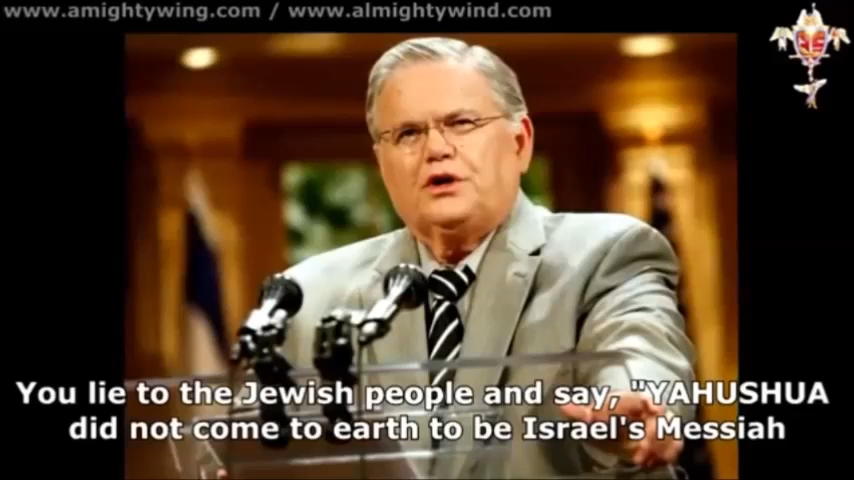 www.amightywing.com / www.almightywind.com
You lie to the Jewish people and say, "YAHUSHUA
did not come to earth to be Israel's Messiah